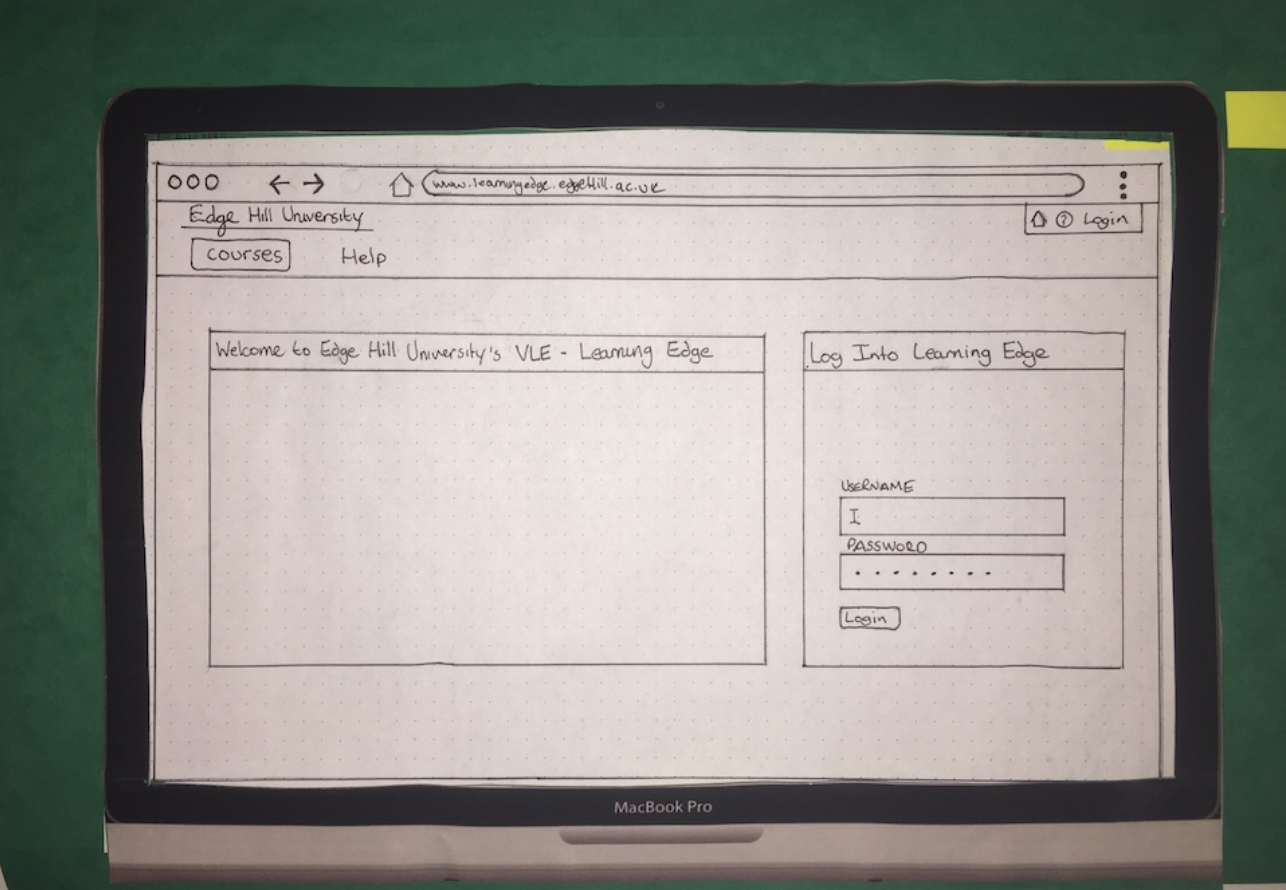 www.learningedge.edgeHill.ac.uk
Edge Hill University
? Login
courses Help
Welcome to Edge Hill University's VLE - Learning Edge
Log Into Learning Edge
USERNAME
I
PASSWORD
Login
MacBook Pro